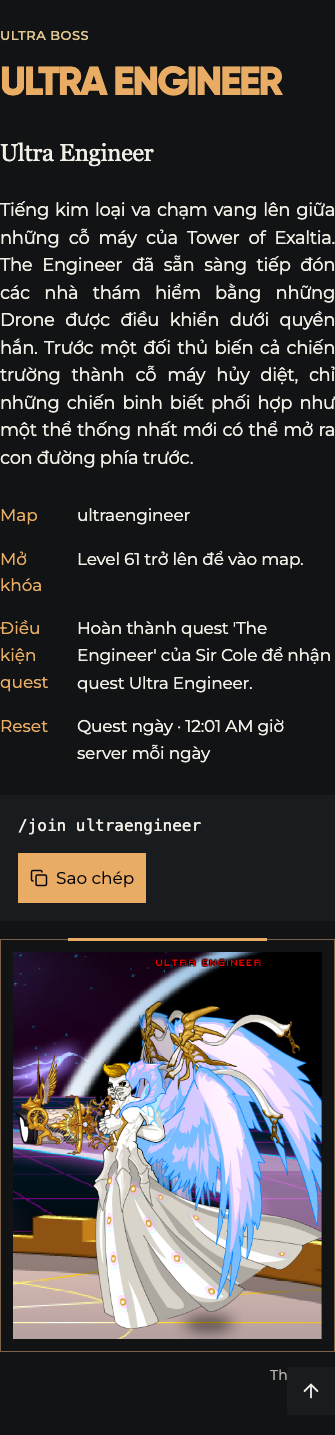 ULTRA BOSS
ULTRA ENGINEER
Ultra Engineer
Tiếng kim loại va chạm vang lên giữa
những cỗ máy của Tower of Exaltia.
The Engineer đã sẵn sàng tiếp đón
các nhà thám hiểm bằng những
Drone được điều khiển dưới quyền
hắn. Trước một đối thủ biến cả chiến
trường thành cỗ máy hủy diệt, chỉ
những chiến binh biết phối hợp như
một thể thống nhất mới có thể mở ra
con đường phía trước.
Map ultraengineer
Mở khóa Level 61 trở lên để vào map.
Điều kiện quest Hoàn thành quest 'The
Engineer' của Sir Cole để nhận
quest Ultra Engineer.
Reset Quest ngày · 12:01 AM giờ
server mỗi ngày
/join ultraengineer
Sao chép
ULTRA ENGINEER